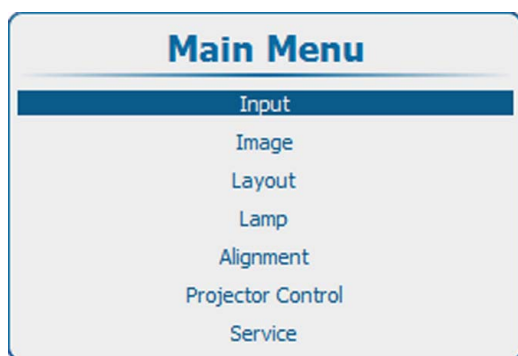 Main Menu
Input
Image
Layout
Lamp
Alignment
Projector Control
Service